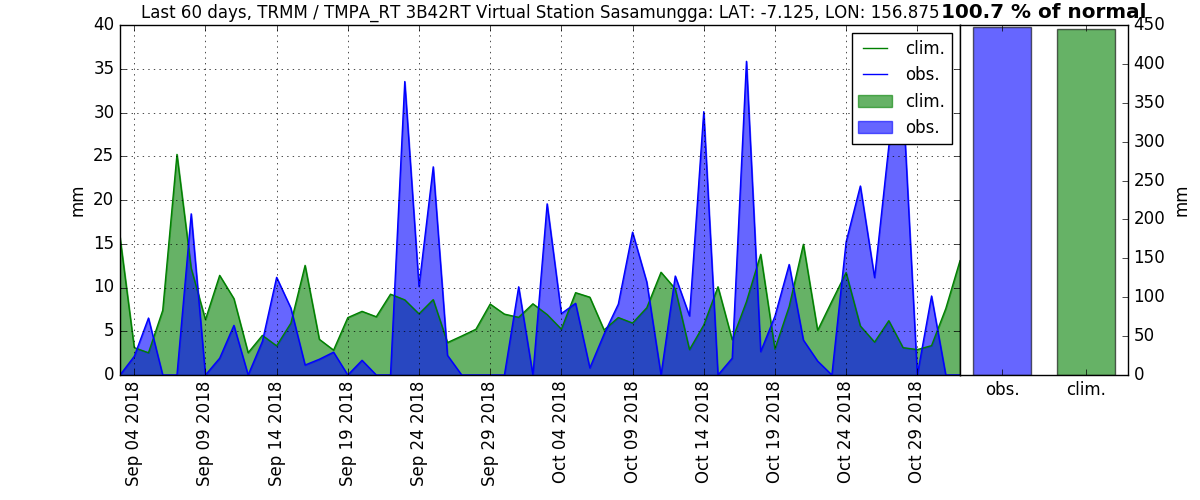 Last 60 days, TRMM / TMPA_RT 3B42RT Virtual Station Sasamungga: LAT: -7.125, LON: 156.875
100.7 % of normal
40
35
30
25
20
15
10
5
0
mm
clim.
obs.
clim.
obs.
450
400
350
300
250
200
150
100
50
0
mm
Sep 04 2018
Sep 09 2018
Sep 14 2018
Sep 19 2018
Sep 24 2018
Sep 29 2018
Oct 04 2018
Oct 09 2018
Oct 14 2018
Oct 19 2018
Oct 24 2018
Oct 29 2018
obs.
clim.